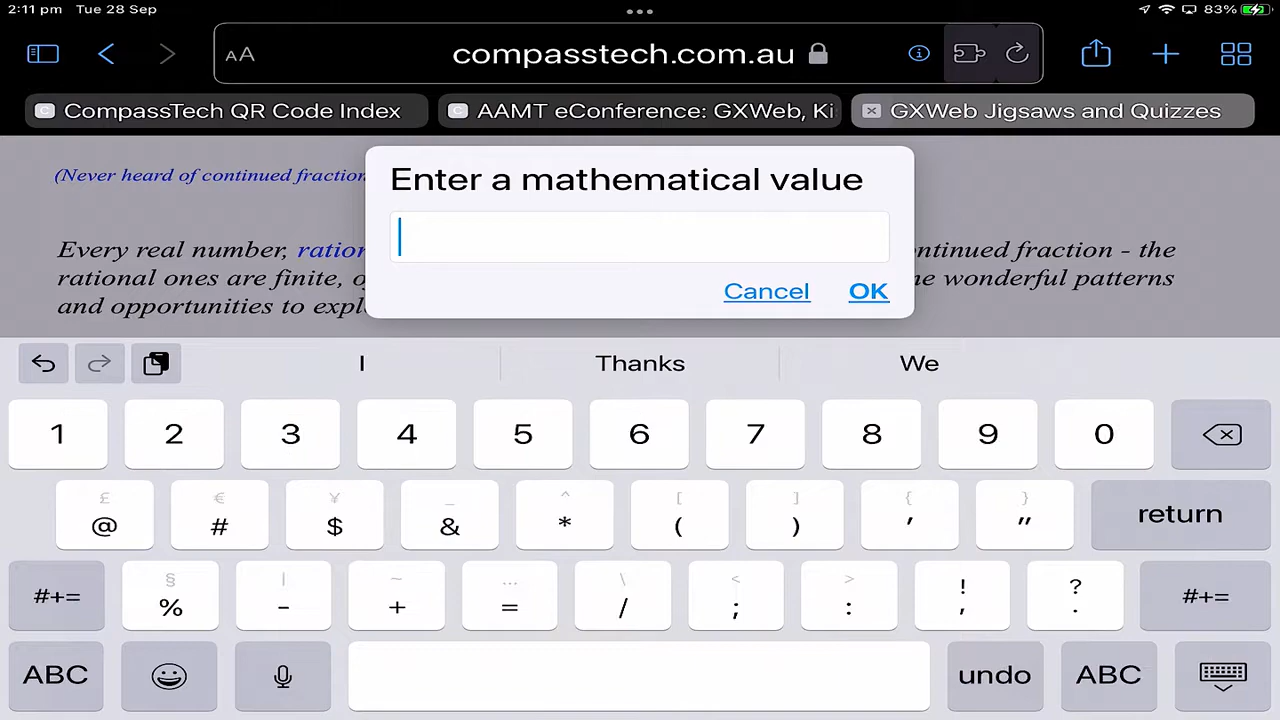 2:11 pm Tue 28 Sep
83%
AA compasstech.com.au
CompassTech QR Code Index
AAMT eConference: GXWeb, Ki
GXWeb Jigsaws and Quizzes
(Never heard of continued fraction
Enter a mathematical value
Cancel OK
Every real number, ration ontinued fraction - the
rational ones are finite, o e wonderful patterns
and opportunities to expl
I Thanks We
1 2 3 4 5 6 7 8 9 0
£ € ¥ _ ^ [ ] { }
@ # $ & * ( ) ' " return
§ | ~ … \ < > ! ?
#+= % - + = / ; : , . #+=
ABC undo ABC